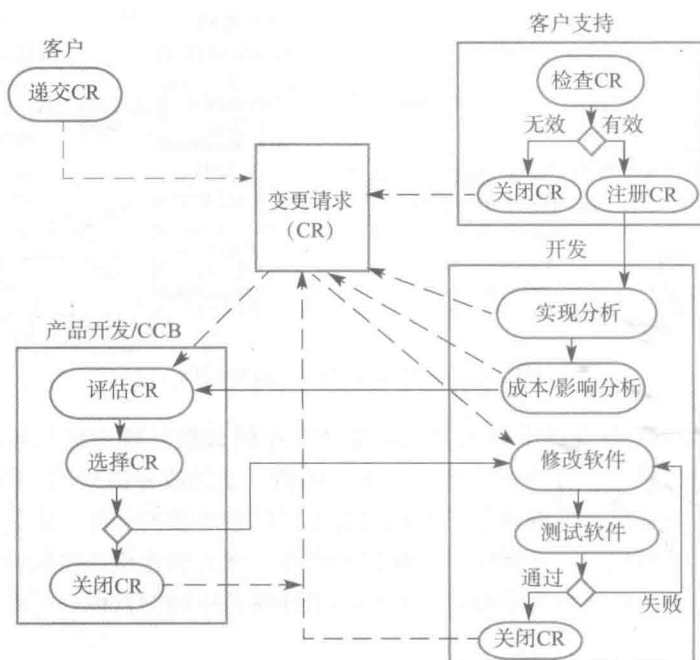 客户
递交CR
客户支持
检查CR
无效
有效
关闭CR
注册CR
变更请求
（CR）
开发
实现分析
成本/影响分析
修改软件
测试软件
通过
失败
关闭CR
产品开发/CCB
评估CR
选择CR
关闭CR